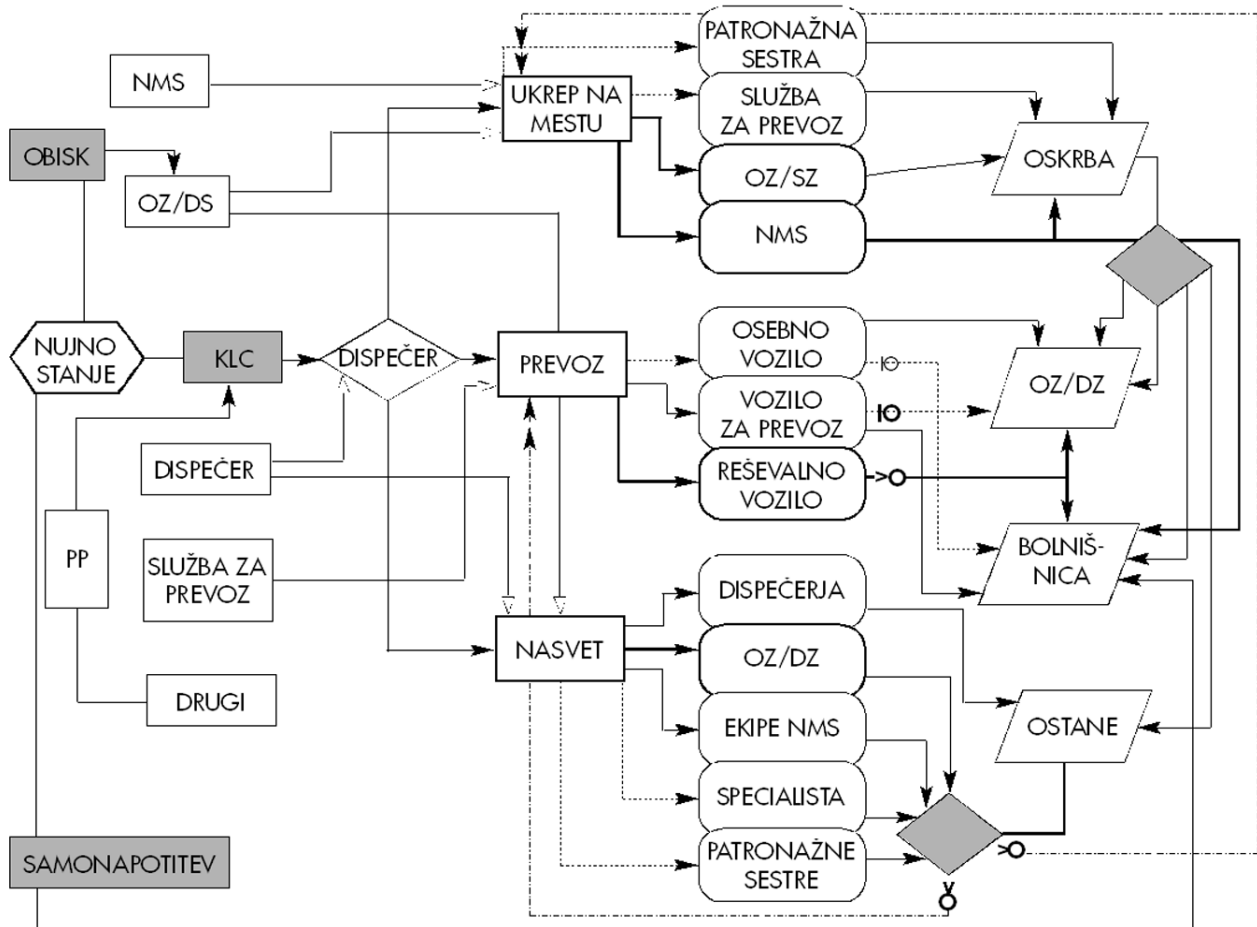 PATRONAŽNA
SESTRA
NMS
UKREP NA
MESTU
SLUŽBA
ZA PREVOZ
OBISK
OSKRBA
OZ/SZ
OZ/DS
NMS
OSEBNO
VOZILO
NUJNO
STANJE
KLC
DISPEČER
PREVOZ
OZ/DZ
VOZILO
ZA PREVOZ
DISPEČER
REŠEVALNO
VOZILO
PP
SLUŽBA ZA
PREVOZ
BOLNIŠ-
NICA
DISPEČERJA
NASVET
OZ/DZ
DRUGI
EKIPE NMS
OSTANE
SPECIALISTA
SAMONAPOTITEV
PATRONAŽNE
SESTRE